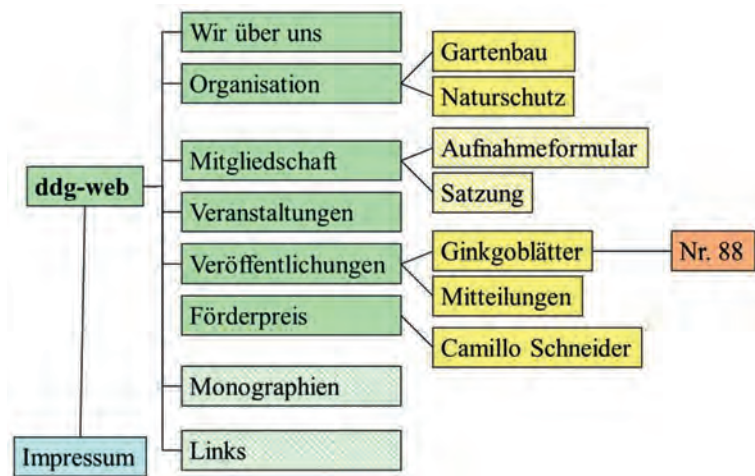 Wir über uns
Organisation
Gartenbau
Naturschutz
ddg-web
Mitgliedschaft
Aufnahmeformular
Satzung
Veranstaltungen
Veröffentlichungen
Ginkgoblätter
Nr. 88
Mitteilungen
Förderpreis
Camillo Schneider
Monographien
Impressum
Links